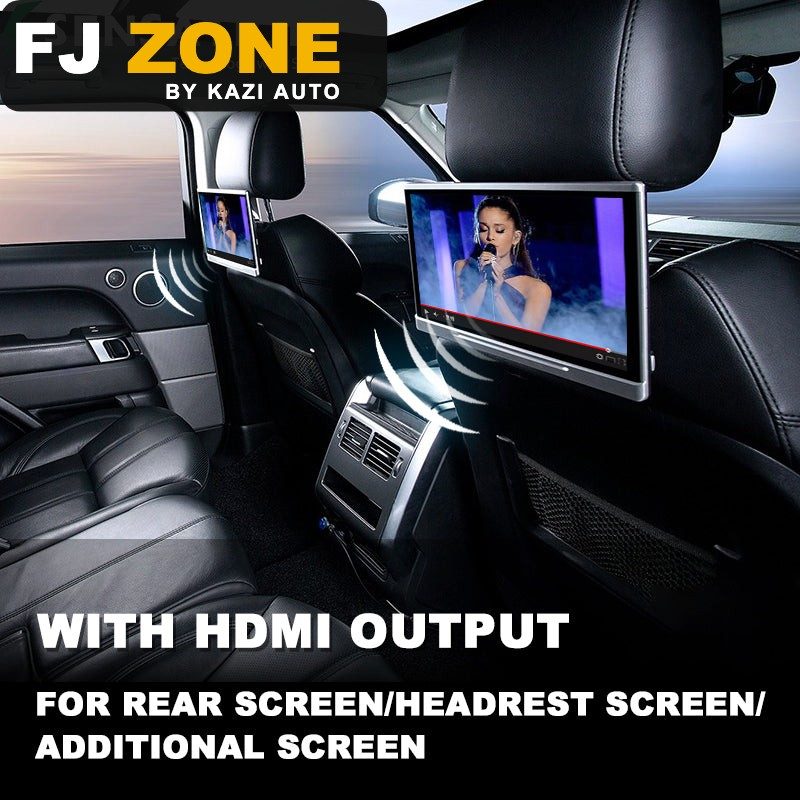 FJ ZONE
BY KAZI AUTO
WITH HDMI OUTPUT
FOR REAR SCREEN/HEADREST SCREEN/
ADDITIONAL SCREEN